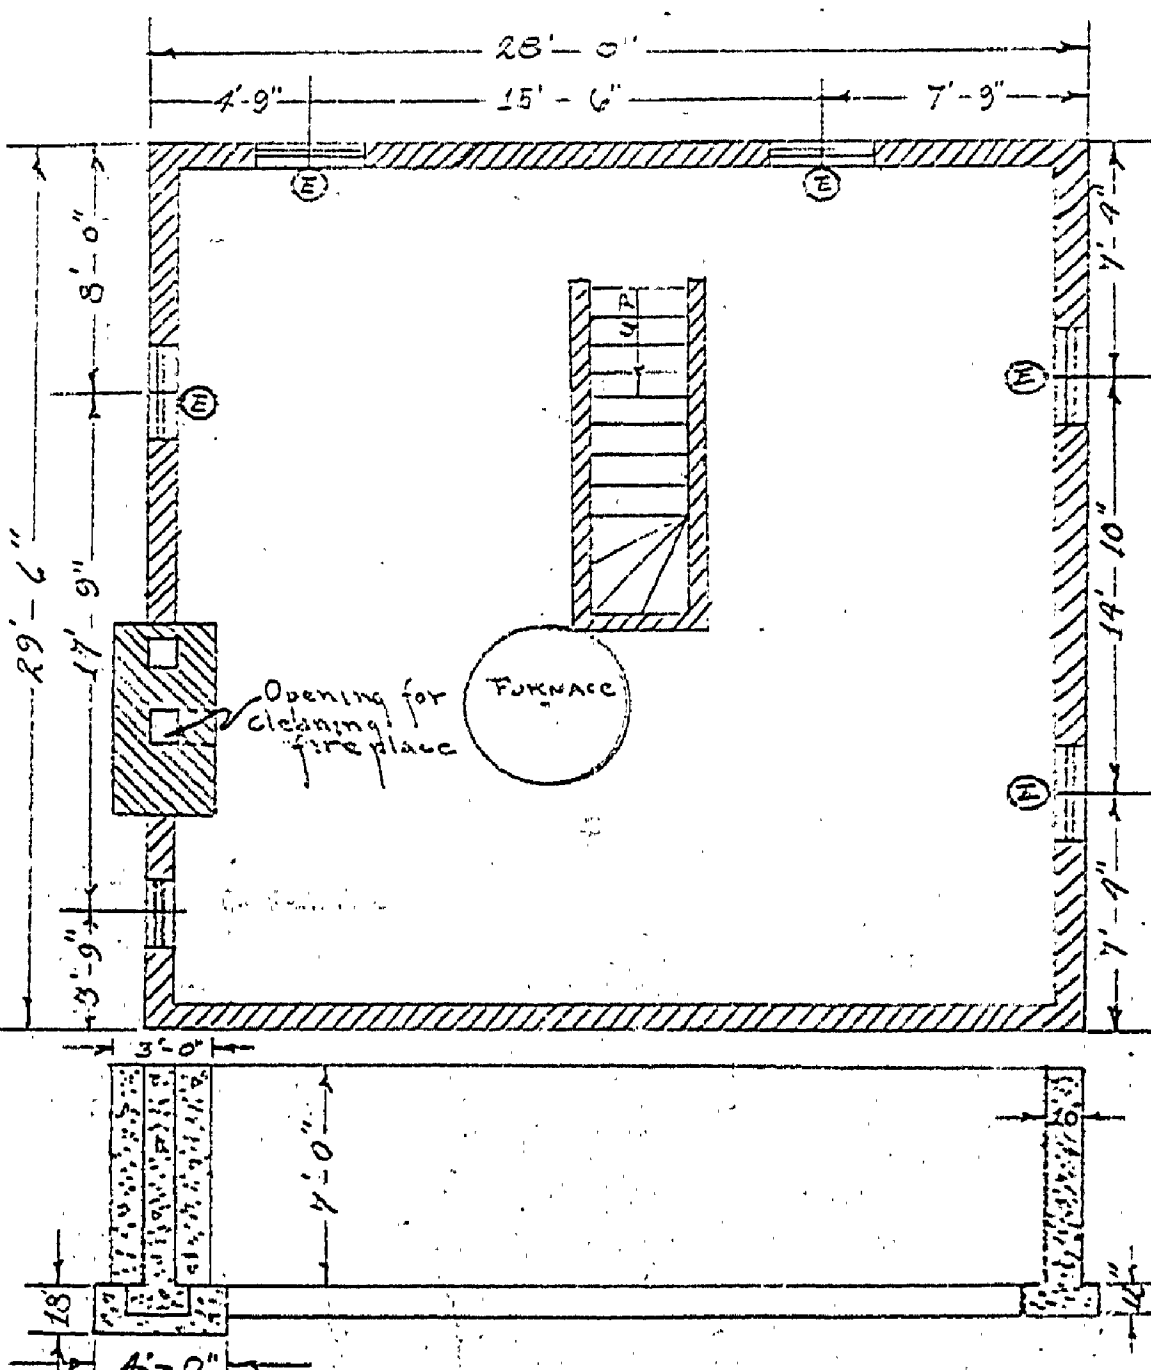 28'-0"
4'-9" 15'-6" 7'-9"
E E
8'-0"
7'-4"
UP
E
E
29'-6"
17'-9"
14'-10"
Opening for
cleaning
fireplace
FURNACE
E
7'-4"
3'-9"
3'-0"
7'-0"
10
18"
4'-0"